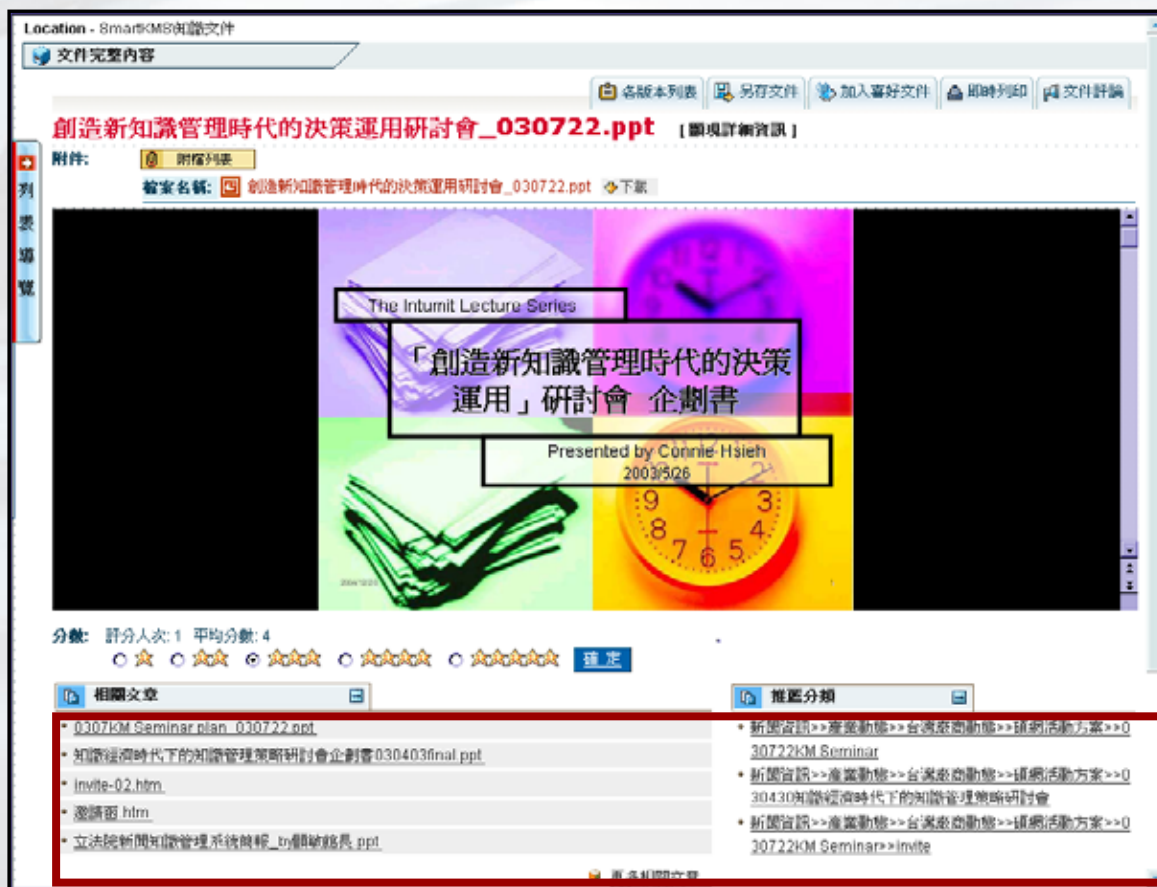 Location - SmartKMS知識文件
文件完整內容
各版本列表 另存文件 加入喜好文件 即時列印 文件評論
創造新知識管理時代的決策運用研討會_030722.ppt [顯現詳細資訊]
附件: 附檔列表
檔案名稱: 創造新知識管理時代的決策運用研討會_030722.ppt 下載
列表導覽
The Intumit Lecture Series
「創造新知識管理時代的決策
運用」研討會 企劃書
Presented by Connie Hsieh
2003/5/26
分數: 評分人次: 1 平均分數: 4
確定
相關文章
推薦分類
0307KM Seminar plan_030722.ppt
知識經濟時代下的知識管理策略研討會企劃書030403final.ppt
invite-02.htm
邀請函.htm
立法院新聞知識管理系統簡報_by顧敏館長.ppt
新聞資訊>>產業動態>>台灣廠商動態>>碩網活動方案>>0
30722KM Seminar
新聞資訊>>產業動態>>台灣廠商動態>>碩網活動方案>>0
30430知識經濟時代下的知識管理策略研討會
新聞資訊>>產業動態>>台灣廠商動態>>碩網活動方案>>0
30722KM Seminar>>invite
更多相關文章